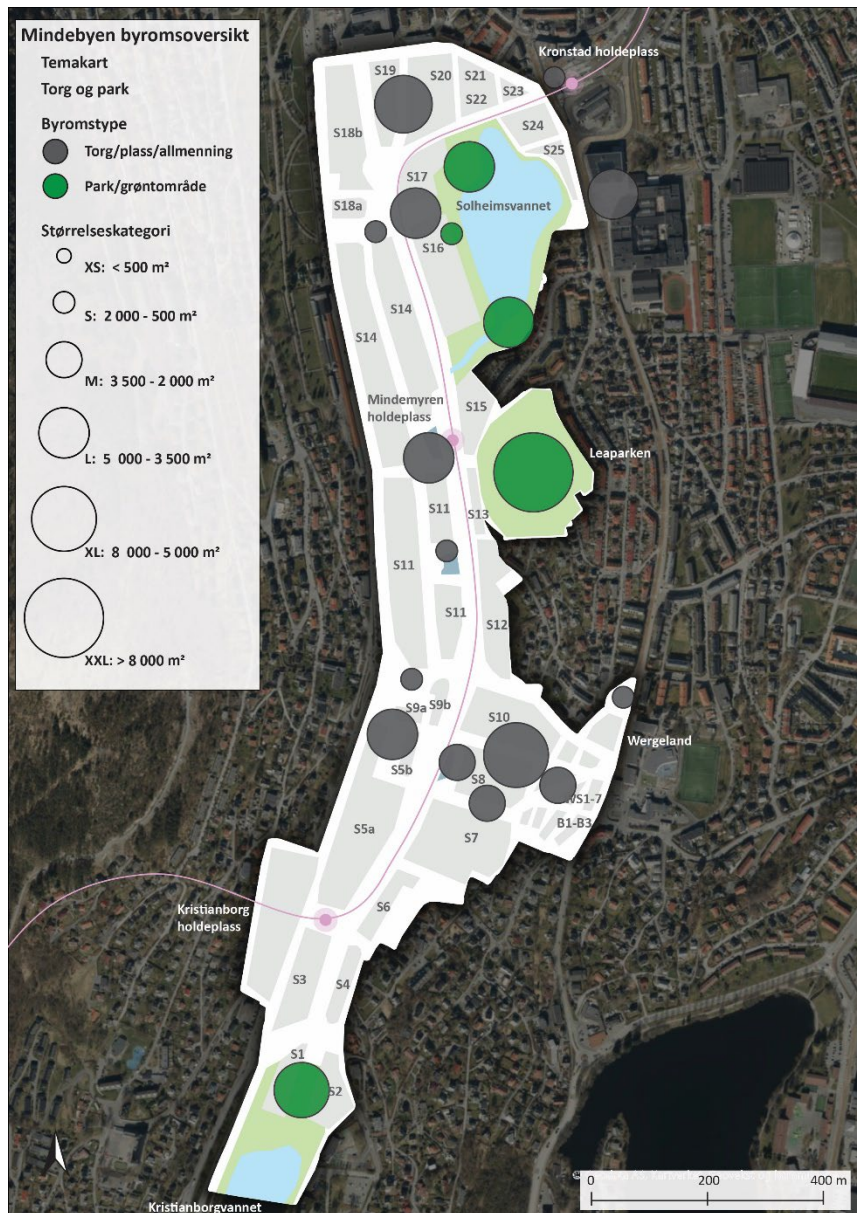 Mindebyen byromsoversikt
Temakart
Torg og park
Byromstype
Torg/plass/allmenning
Park/grøntområde
Størrelseskategori
XS: < 500 m²
S: 2 000 - 500 m²
M: 3 500 - 2 000 m²
L: 5 000 - 3 500 m²
XL: 8 000 - 5 000 m²
XXL: > 8 000 m²
Kronstad holdeplass
S19
S20
S21
S22
S23
S18b
S24
S25
S17
S18a
Solheimsvannet
S16
S14
S14
Mindemyren
holdeplass
S15
Leaparken
S11
S13
S11
S11
S12
S9a
S9b
S10
Wergeland
S5b
S8
S1-7
B1-B3
S5a
S7
Kristianborg
holdeplass
S6
S3
S4
S1
S2
Kristianborgvannet
0 200 400 m